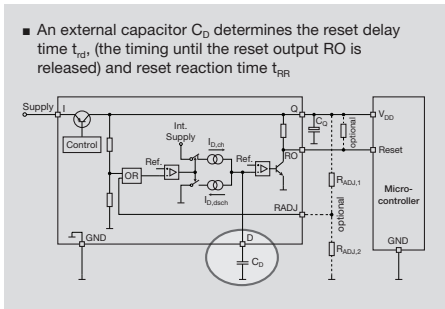 ■ An external capacitor CD determines the reset delay
time trd, (the timing until the reset output RO is
released) and reset reaction time tRR
Supply
I
Q
VDD
Int.
Supply
ID,ch
CQ
optional
Control
Ref.
Ref.
RO
Reset
OR
ID,dsch
RADJ,1
Micro-
controller
RADJ
optional
GND
D
GND
CD
RADJ,2